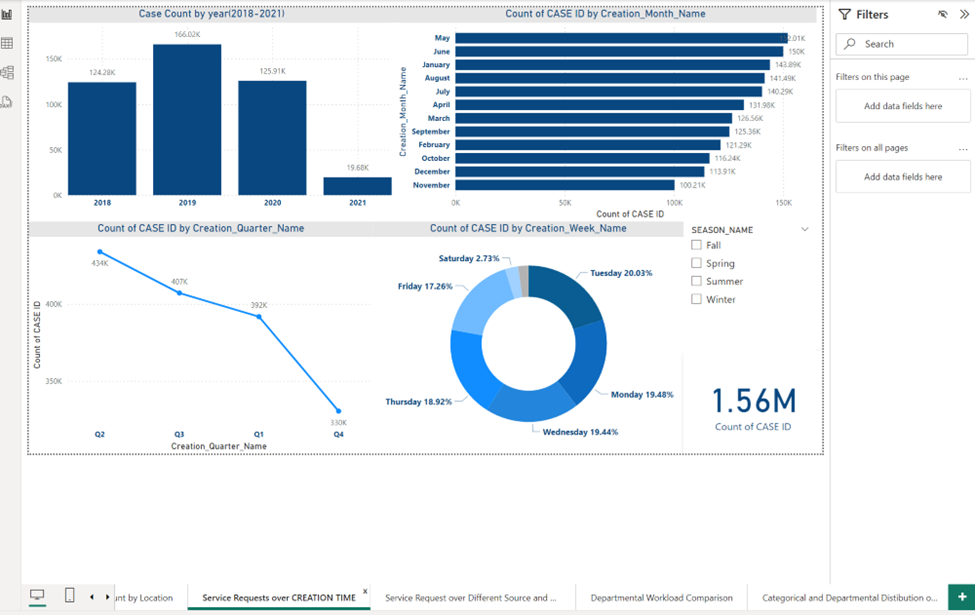 Case Count by year(2018-2021)
150K
100K
50K
0K
124.28K
166.02K
125.91K
19.68K
2018
2019
2020
2021
Count of CASE ID by Creation_Month_Name
Creation_Month_Name
May
June
150K
January
143.89K
August
141.49K
July
140.29K
April
131.98K
March
126.56K
September
125.36K
February
121.29K
October
116.24K
December
113.91K
November
100.21K
0K
50K
100K
150K
Count of CASE ID
Count of CASE ID by Creation_Quarter_Name
Count of CASE ID
400K
350K
434K
407K
392K
330K
Q2
Q3
Q1
Q4
Creation_Quarter_Name
Count of CASE ID by Creation_Week_Name
Saturday 2.73%
Tuesday 20.03%
Friday 17.26%
Monday 19.48%
Thursday 18.92%
Wednesday 19.44%
SEASON_NAME
Fall
Spring
Summer
Winter
1.56M
Count of CASE ID
Filters
Search
Filters on this page
...
Add data fields here
Filters on all pages
...
Add data fields here
unt by Location
Service Requests over CREATION TIME
x
Service Request over Different Source and ...
Departmental Workload Comparison
Categorical and Departmental Distibution o...
+